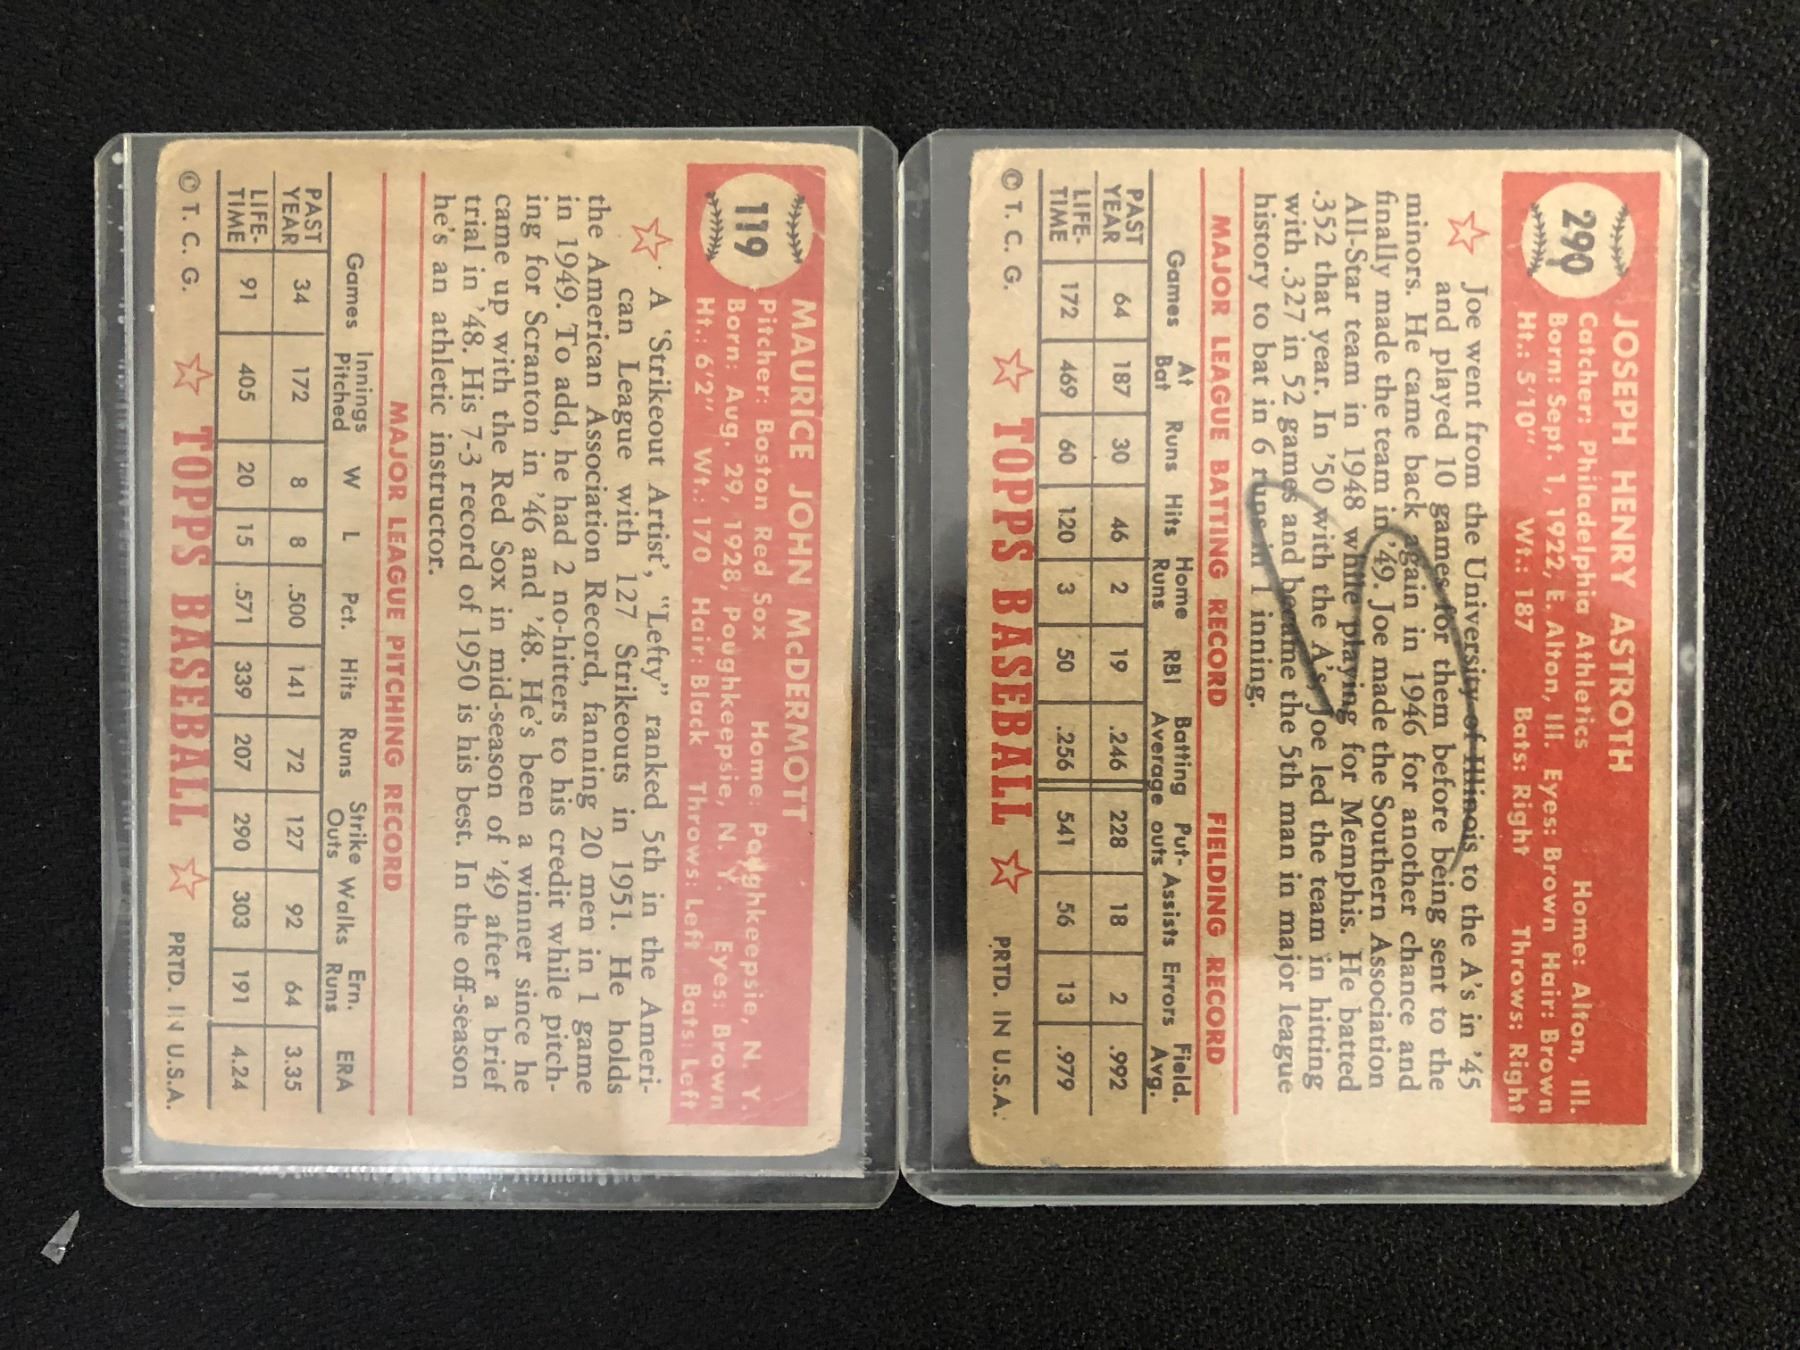 290
JOSEPH HENRY ASTROTH
Catcher: Philadelphia Athletics Home: Alton, Ill.
Born: Sept. 1, 1922, E. Alton, Ill. Eyes: Brown Hair: Brown
Ht.: 5'10" Wt.: 187 Bats: Right Throws: Right
Joe went from the University of Illinois to the A's in '45
and played 10 games for them before being sent to the
minors. He came back again in 1946 for another chance and
finally made the team in '49. Joe made the Southern Association
All-Star team in 1948 while playing for Memphis. He batted
.352 that year. In '50 with the A's, Joe led the team in hitting
with .327 in 52 games and became the 5th man in major league
history to bat in 6 runs in 1 inning.
MAJOR LEAGUE BATTING RECORD FIELDING RECORD
Games At Bat Runs Hits Home Runs RBI Batting Average Put-outs Assists Errors Field. Avg.
PAST YEAR 64 187 30 46 2 19 .246 228 18 2 .992
LIFE-TIME 172 469 60 120 3 50 .256 541 56 13 .979
© T. C. G. TOPPS BASEBALL PRTD. IN U.S.A.
119
MAURICE JOHN McDERMOTT
Pitcher: Boston Red Sox Home: Poughkeepsie, N. Y.
Born: Aug. 29, 1928, Poughkeepsie, N. Y. Eyes: Brown
Ht.: 6'2" Wt.: 170 Hair: Black Throws: Left Bats: Left
A 'Strikeout Artist', "Lefty" ranked 5th in the Ameri-
can League with 127 Strikeouts in 1951. He holds
the American Association Record, fanning 20 men in 1 game
in 1949. To add, he had 2 no-hitters to his credit while pitch-
ing for Scranton in '46 and '48. He's been a winner since he
came up with the Red Sox in mid-season of '49 after a brief
trial in '48. His 7-3 record of 1950 is his best. In the off-season
he's an athletic instructor.
MAJOR LEAGUE PITCHING RECORD
Games Innings Pitched W L Pct. Hits Runs Strike Outs Walks Ern. Runs ERA
PAST YEAR 34 172 8 8 .500 141 72 127 92 64 3.35
LIFE-TIME 91 405 20 15 .571 339 207 290 303 191 4.24
© T. C. G. TOPPS BASEBALL PRTD. IN U.S.A.